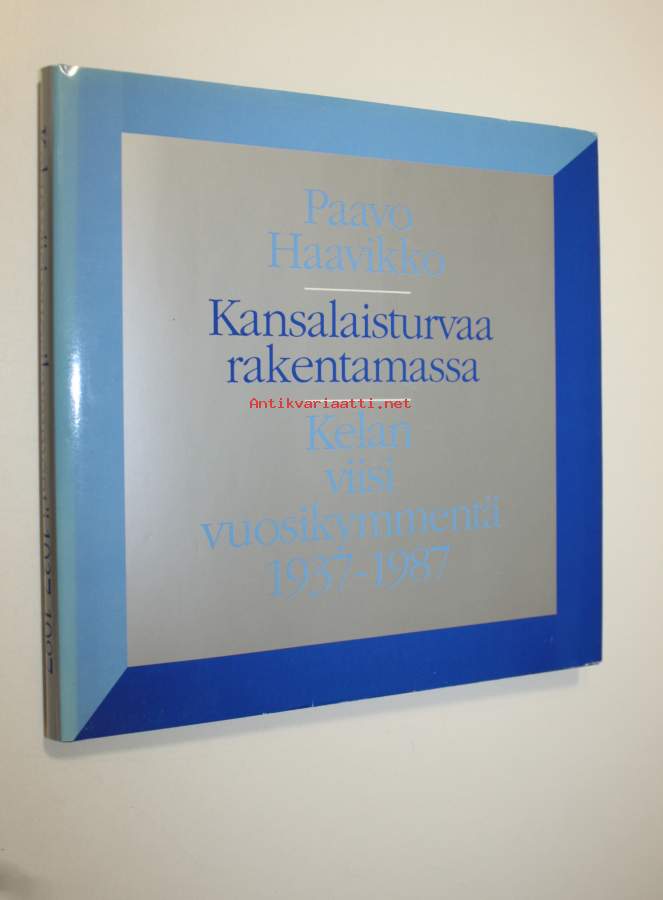 Paavo
Haavikko
Kansalaisturvaa
rakentamassa
Antikvariaatti.net
Kelan
viisi
vuosikymmentä
1937-1987